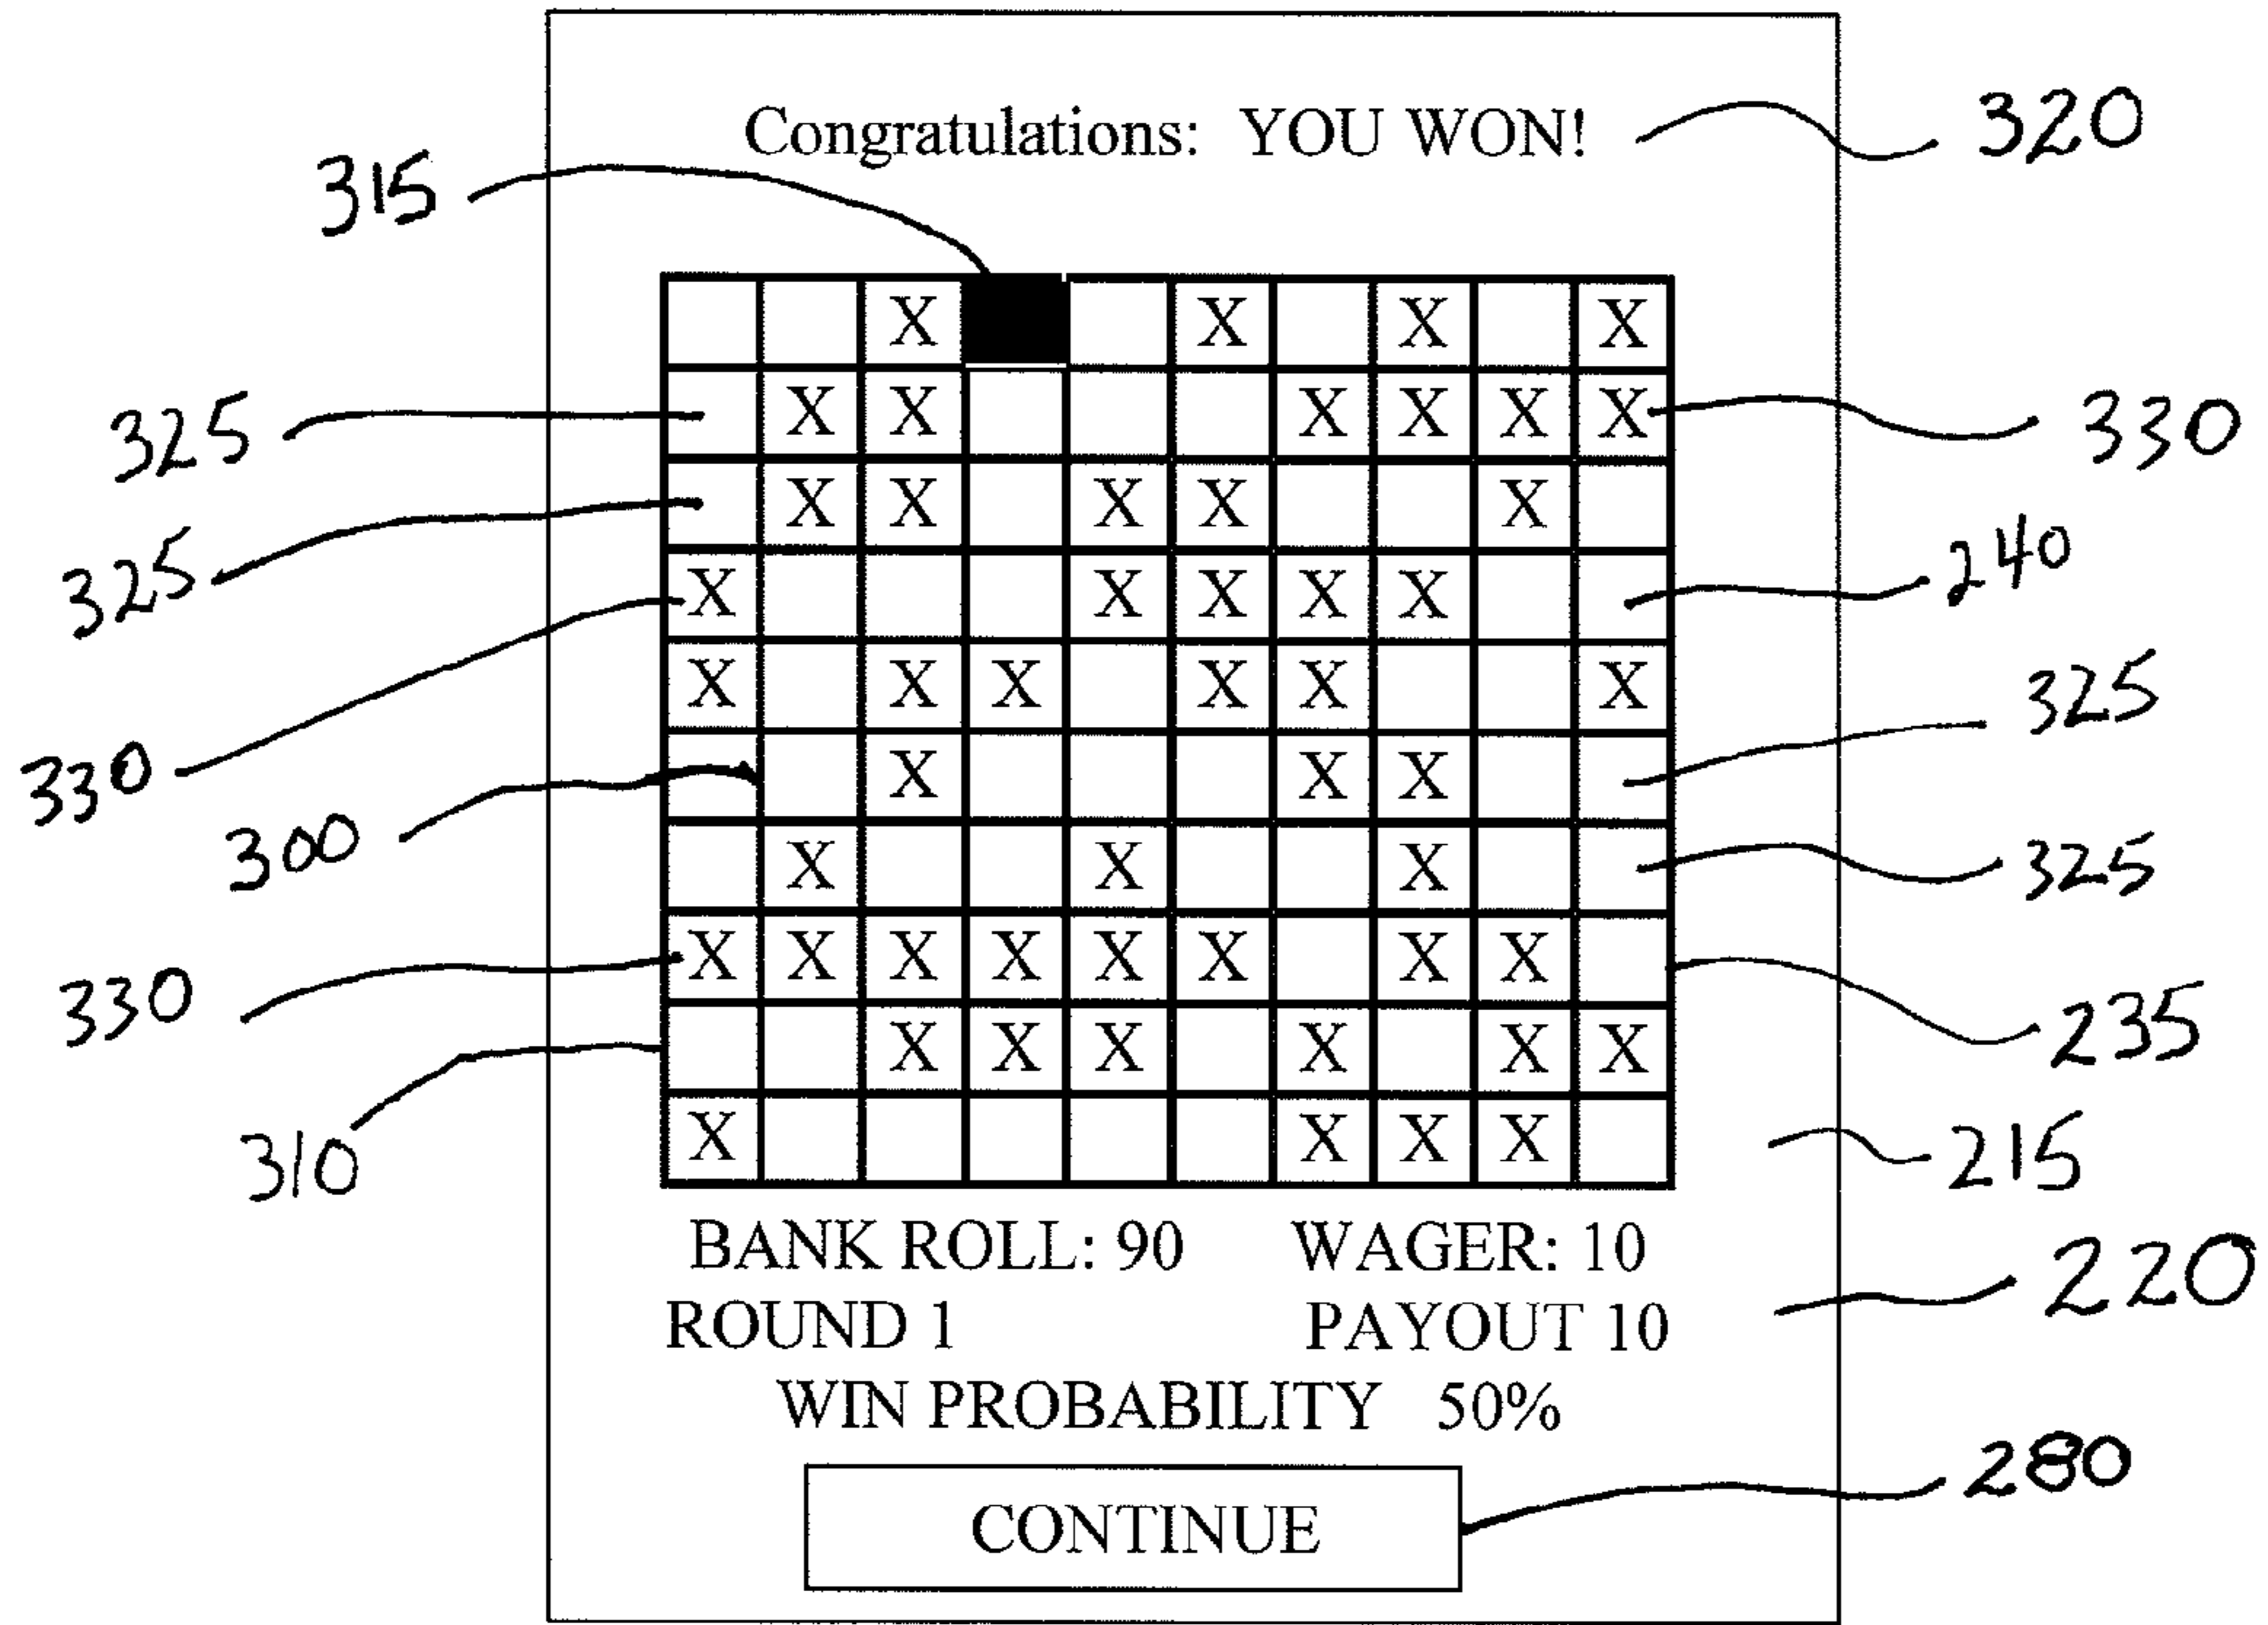 Congratulations: YOU WON! 320
315
X X X X
325 X X X X X X 330
325 X X X X X
X X X X X 240
X X X X X X 325
330 X X X
300 X X X 325
330 X X X X X X X X
X X X X X X 235
310 X X X X 215
BANK ROLL: 90 WAGER: 10 220
ROUND 1 PAYOUT 10
WIN PROBABILITY 50%
CONTINUE 280